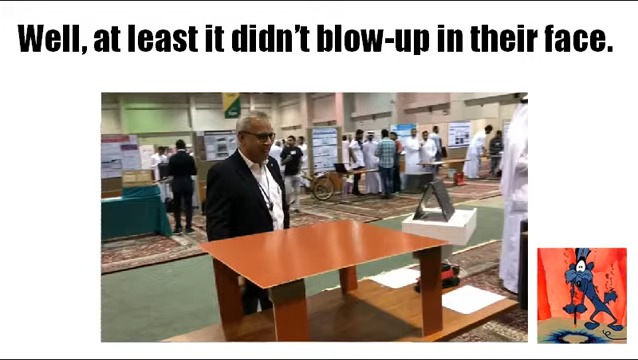 Well, at least it didn't blow-up in their face.